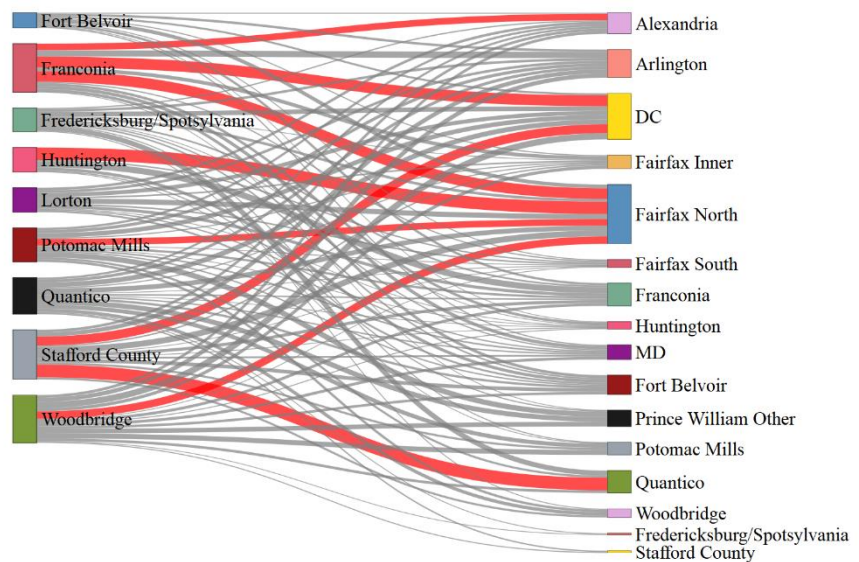 Fort Belvoir
Franconia
Fredericksburg/Spotsylvania
Huntington
Lorton
Potomac Mills
Quantico
Stafford County
Woodbridge
Alexandria
Arlington
DC
Fairfax Inner
Fairfax North
Fairfax South
Franconia
Huntington
MD
Fort Belvoir
Prince William Other
Potomac Mills
Quantico
Woodbridge
Fredericksburg/Spotsylvania
Stafford County